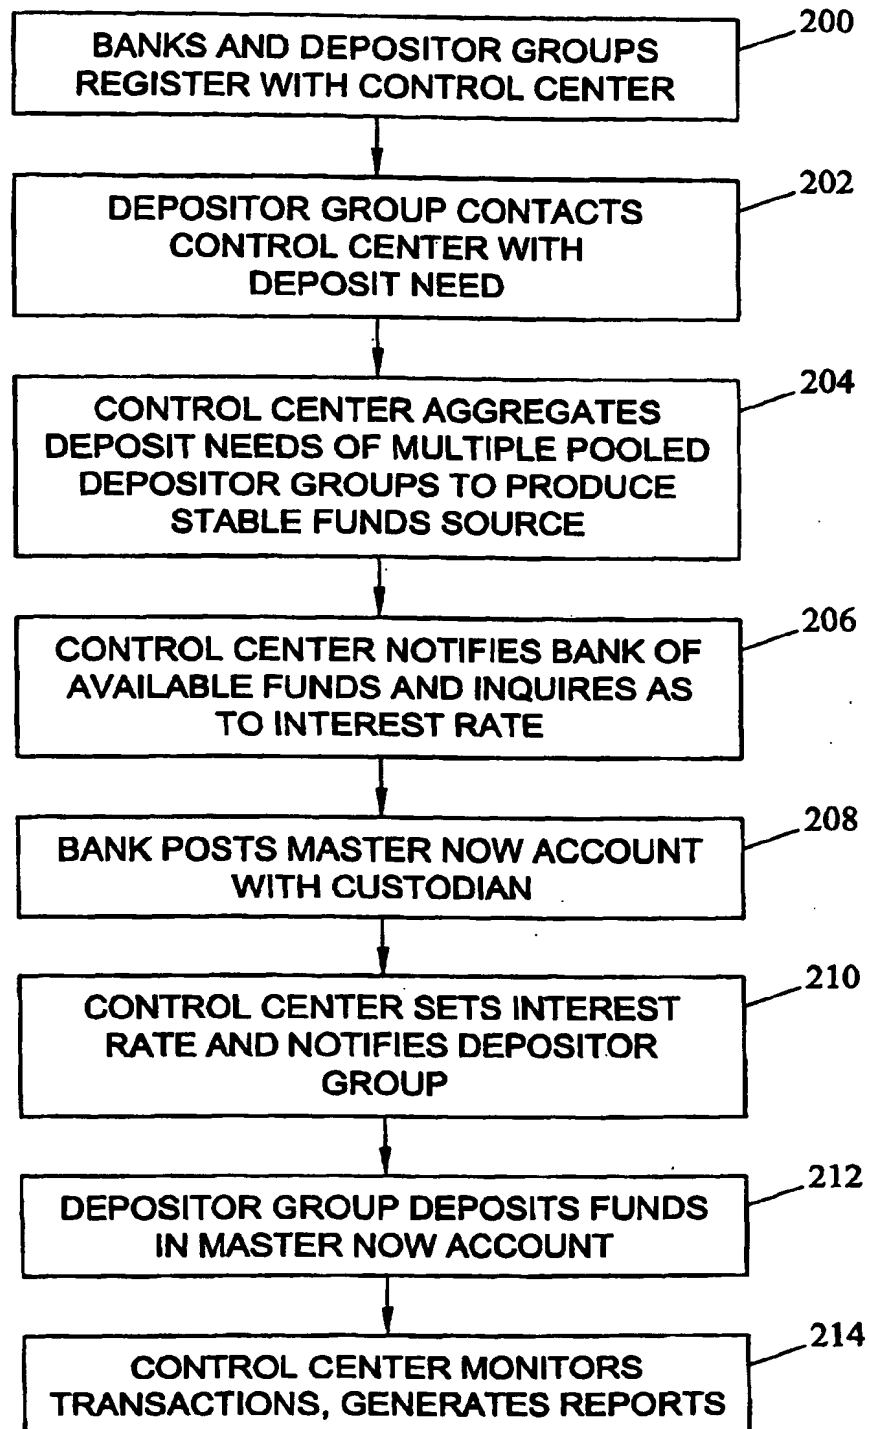 200
BANKS AND DEPOSITOR GROUPS
REGISTER WITH CONTROL CENTER
202
DEPOSITOR GROUP CONTACTS
CONTROL CENTER WITH
DEPOSIT NEED
204
CONTROL CENTER AGGREGATES
DEPOSIT NEEDS OF MULTIPLE POOLED
DEPOSITOR GROUPS TO PRODUCE
STABLE FUNDS SOURCE
206
CONTROL CENTER NOTIFIES BANK OF
AVAILABLE FUNDS AND INQUIRES AS
TO INTEREST RATE
208
BANK POSTS MASTER NOW ACCOUNT
WITH CUSTODIAN
210
CONTROL CENTER SETS INTEREST
RATE AND NOTIFIES DEPOSITOR
GROUP
212
DEPOSITOR GROUP DEPOSITS FUNDS
IN MASTER NOW ACCOUNT
214
CONTROL CENTER MONITORS
TRANSACTIONS, GENERATES REPORTS